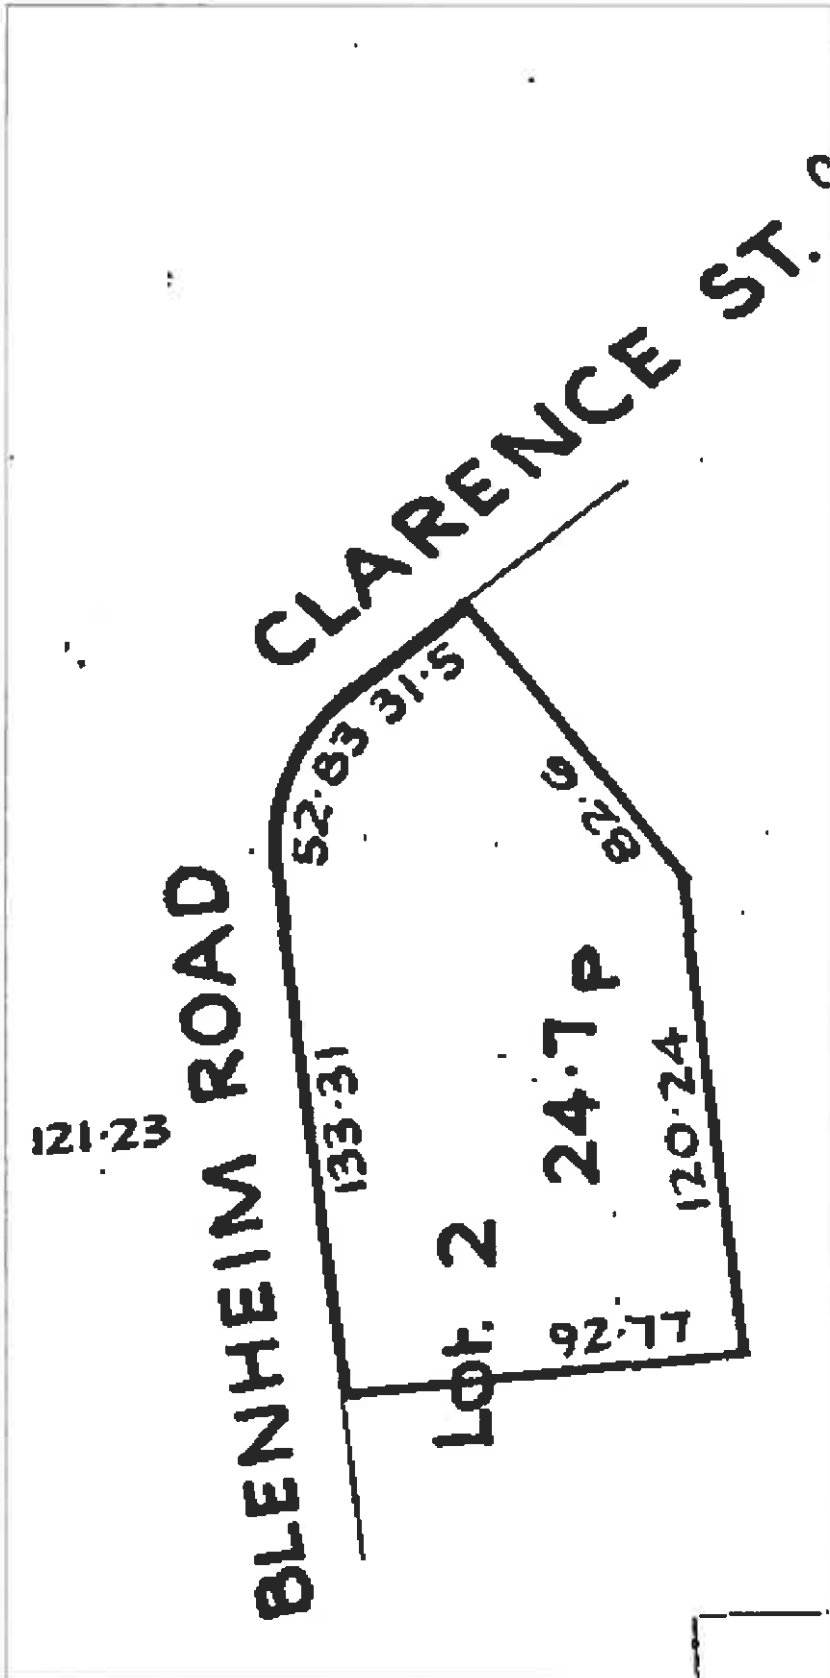 CLARENCE ST.
31.5
52.83
82.6
BLENHEIM ROAD
121.23
133.31
24.7 P
120.24
Lot. 2
92.77